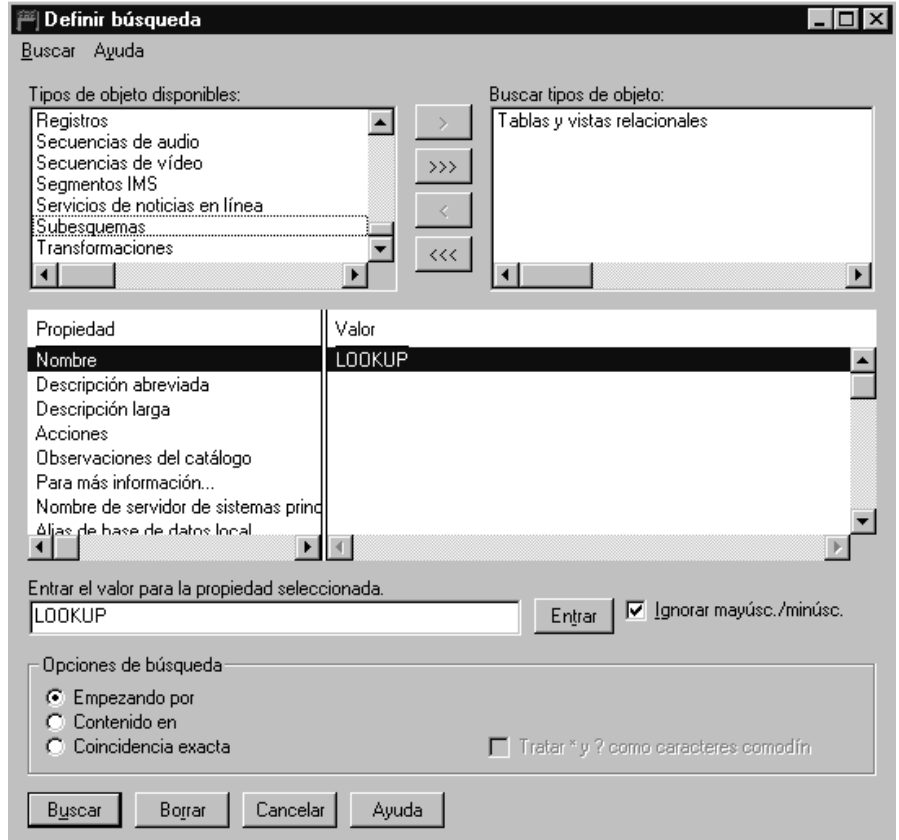 Definir búsqueda
Buscar Ayuda
Tipos de objeto disponibles:
Registros
Secuencias de audio
Secuencias de vídeo
Segmentos IMS
Servicios de noticias en línea
Subesquemas
Transformaciones
>
>>>
<
<<<
Buscar tipos de objeto:
Tablas y vistas relacionales
Propiedad Valor
Nombre LOOKUP
Descripción abreviada
Descripción larga
Acciones
Observaciones del catálogo
Para más información...
Nombre de servidor de sistemas princ
Alias de base de datos local
Entrar el valor para la propiedad seleccionada.
LOOKUP
Entrar
Ignorar mayúsc./minúsc.
Opciones de búsqueda
Empezando por
Contenido en
Coincidencia exacta
Tratar * y ? como caracteres comodín
Buscar Borrar Cancelar Ayuda